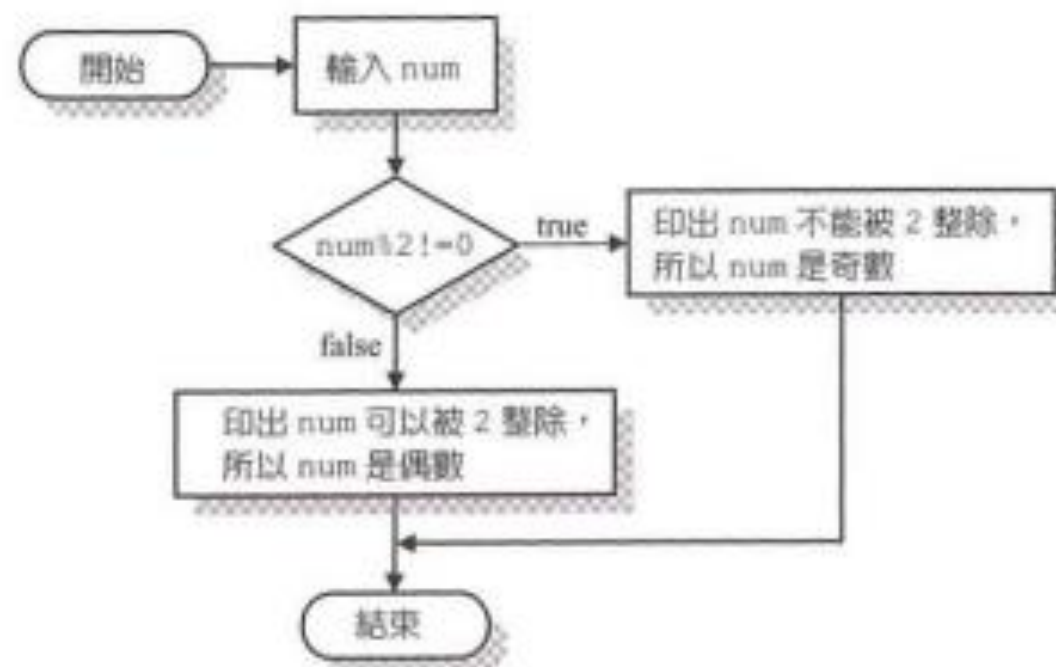 開始
輸入 num
num%2!=0
true
印出 num 不能被 2 整除，
所以 num 是奇數
false
印出 num 可以被 2 整除，
所以 num 是偶數
結束